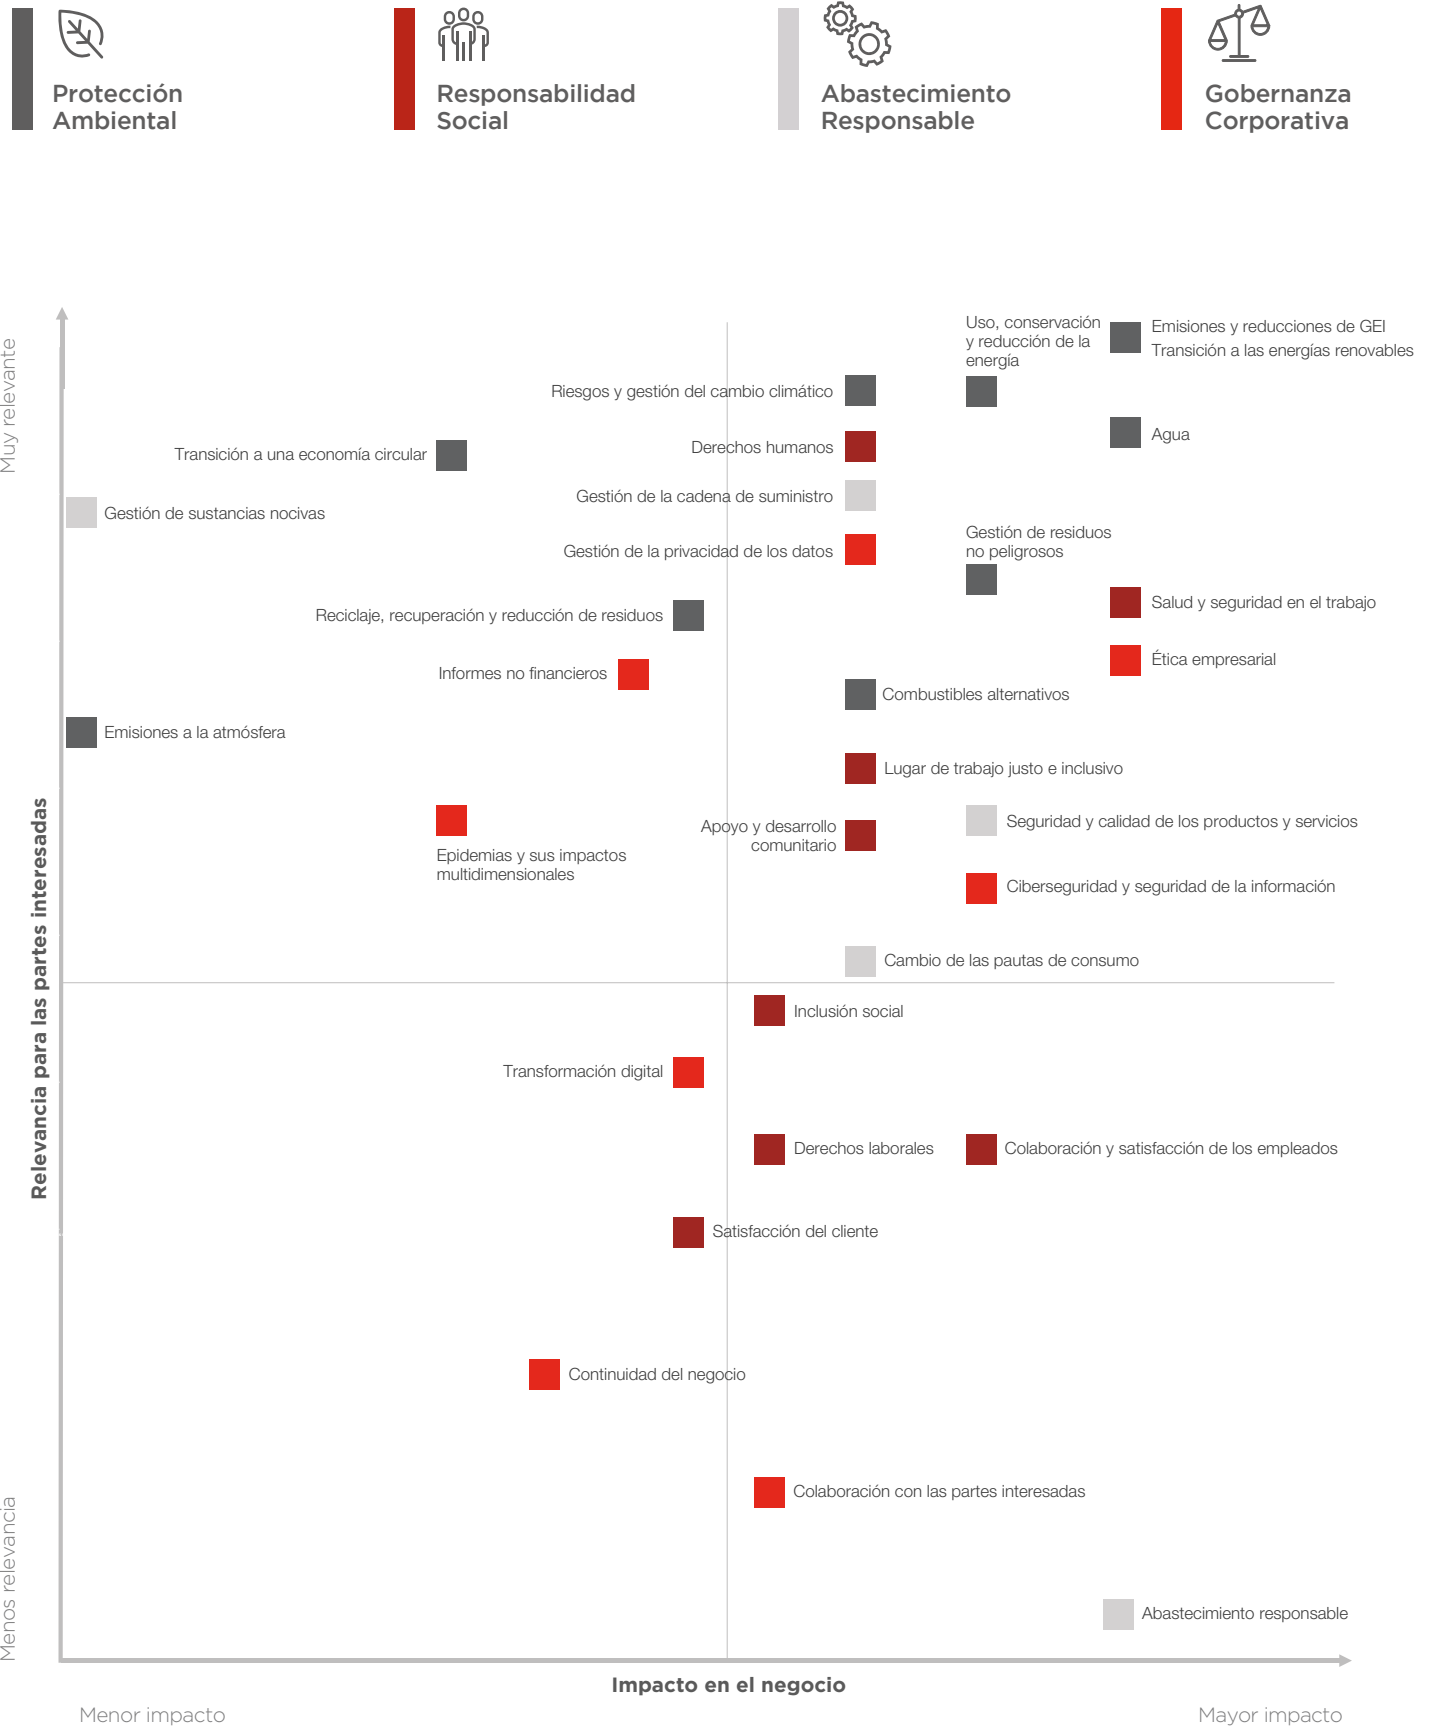 Protección
Ambiental
Responsabilidad
Social
Abastecimiento
Responsable
Gobernanza
Corporativa
Muy relevante
Relevancia para las partes interesadas
Menos relevancia
Uso, conservación
y reducción de la
energía
Emisiones y reducciones de GEI
Transición a las energías renovables
Riesgos y gestión del cambio climático
Agua
Derechos humanos
Transición a una economía circular
Gestión de la cadena de suministro
Gestión de sustancias nocivas
Gestión de residuos
no peligrosos
Gestión de la privacidad de los datos
Salud y seguridad en el trabajo
Reciclaje, recuperación y reducción de residuos
Ética empresarial
Informes no financieros
Combustibles alternativos
Emisiones a la atmósfera
Lugar de trabajo justo e inclusivo
Seguridad y calidad de los productos y servicios
Apoyo y desarrollo
comunitario
Epidemias y sus impactos
multidimensionales
Ciberseguridad y seguridad de la información
Cambio de las pautas de consumo
Inclusión social
Transformación digital
Derechos laborales
Colaboración y satisfacción de los empleados
Satisfacción del cliente
Continuidad del negocio
Colaboración con las partes interesadas
Abastecimiento responsable
Impacto en el negocio
Menor impacto
Mayor impacto